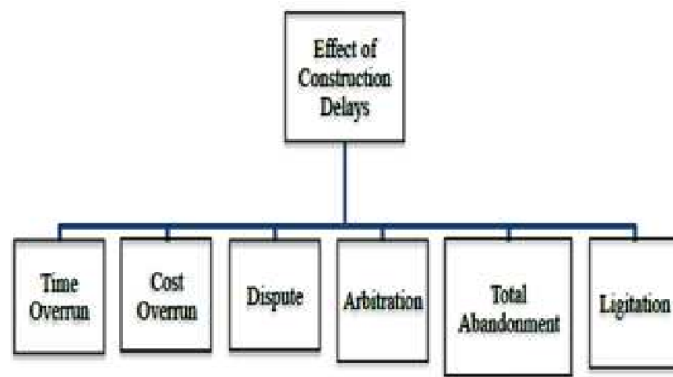 Effect of
Construction
Delays
Time
Overrun
Cost
Overrun
Dispute
Arbitration
Total
Abandonment
Ligitation